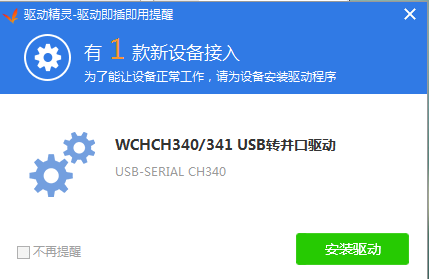 驱动精灵-驱动即插即用提醒
有 1 款新设备接入
为了能让设备正常工作，请为设备安装驱动程序
WCHCH340/341 USB转并口驱动
USB-SERIAL CH340
不再提醒
安装驱动